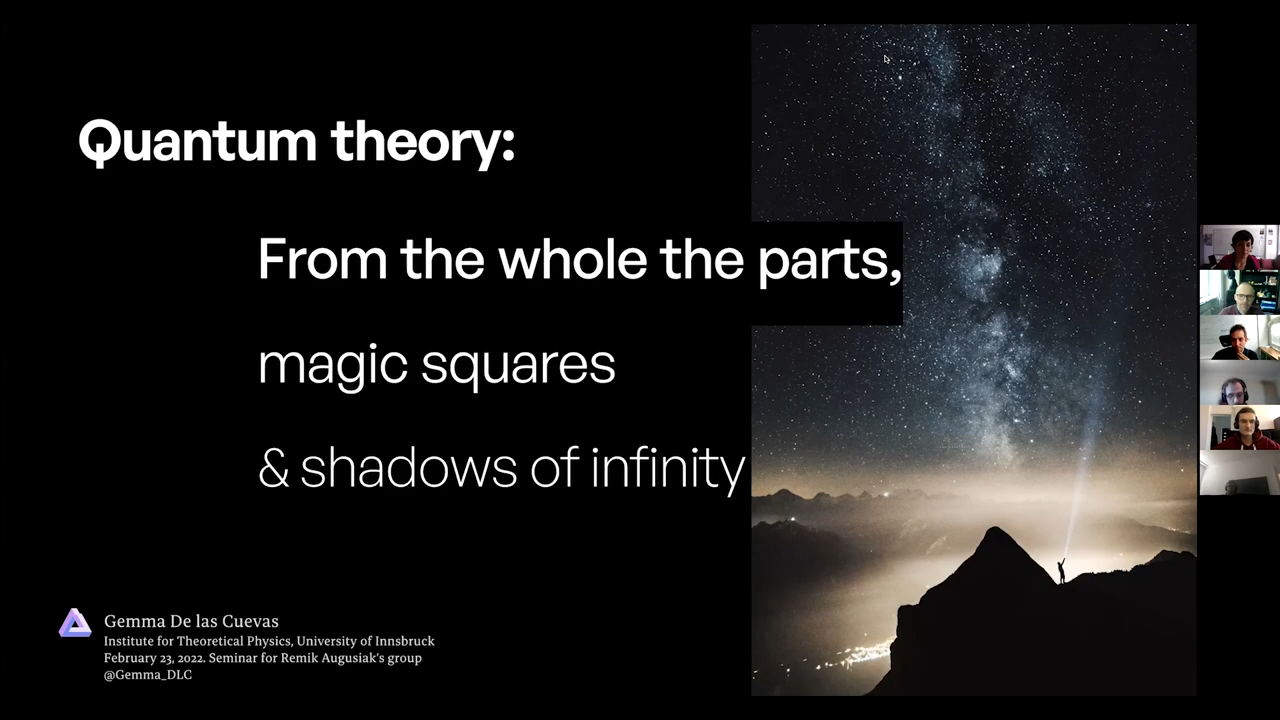 Quantum theory:
From the whole the parts,
magic squares
& shadows of infinity
Gemma De las Cuevas
Institute for Theoretical Physics, University of Innsbruck
February 23, 2022. Seminar for Remik Augusiak's group
@Gemma_DLC